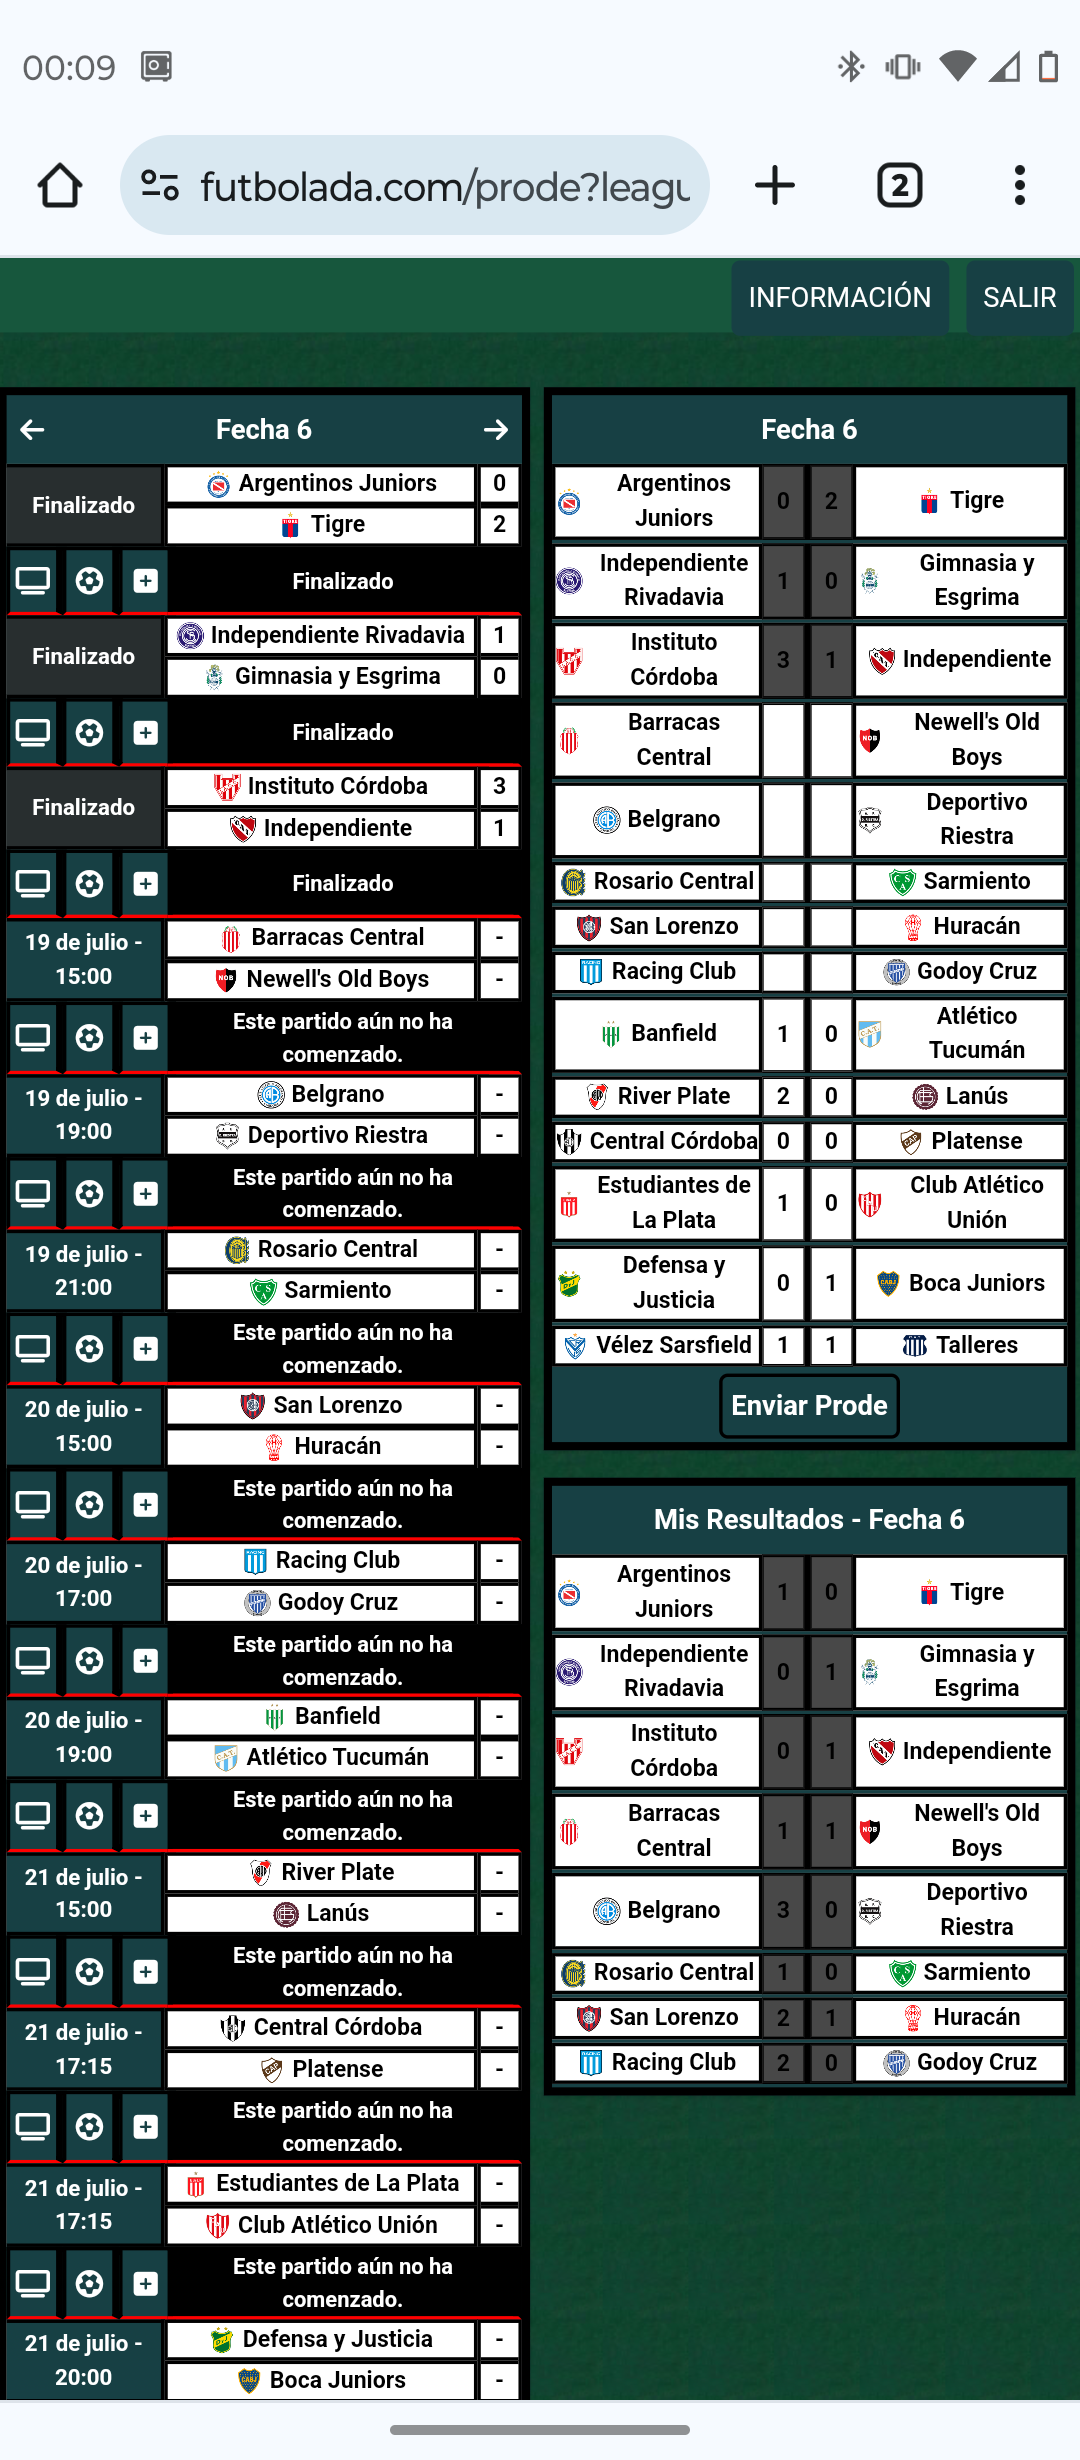 00:09
futbolada.com/prode?leagu
2
INFORMACIÓN
SALIR
Fecha 6
Finalizado
Argentinos Juniors 0
Tigre 2
Finalizado
Finalizado
Independiente Rivadavia 1
Gimnasia y Esgrima 0
Finalizado
Finalizado
Instituto Córdoba 3
Independiente 1
Finalizado
19 de julio -
15:00
Barracas Central -
Newell's Old Boys -
Este partido aún no ha
comenzado.
19 de julio -
19:00
Belgrano -
Deportivo Riestra -
Este partido aún no ha
comenzado.
19 de julio -
21:00
Rosario Central -
Sarmiento -
Este partido aún no ha
comenzado.
20 de julio -
15:00
San Lorenzo -
Huracán -
Este partido aún no ha
comenzado.
20 de julio -
17:00
Racing Club -
Godoy Cruz -
Este partido aún no ha
comenzado.
20 de julio -
19:00
Banfield -
Atlético Tucumán -
Este partido aún no ha
comenzado.
21 de julio -
15:00
River Plate -
Lanús -
Este partido aún no ha
comenzado.
21 de julio -
17:15
Central Córdoba -
Platense -
Este partido aún no ha
comenzado.
21 de julio -
17:15
Estudiantes de La Plata -
Club Atlético Unión -
Este partido aún no ha
comenzado.
21 de julio -
20:00
Defensa y Justicia -
Boca Juniors -
Fecha 6
Argentinos
Juniors
0 2 Tigre
Independiente
Rivadavia
1 0
Gimnasia y
Esgrima
Instituto
Córdoba
3 1 Independiente
Barracas
Central
Newell's Old
Boys
Belgrano
Deportivo
Riestra
Rosario Central Sarmiento
San Lorenzo Huracán
Racing Club Godoy Cruz
Banfield 1 0
Atlético
Tucumán
River Plate 2 0 Lanús
Central Córdoba 0 0 Platense
Estudiantes de
La Plata
1 0
Club Atlético
Unión
Defensa y
Justicia
0 1 Boca Juniors
Vélez Sarsfield 1 1 Talleres
Enviar Prode
Mis Resultados - Fecha 6
Argentinos
Juniors
1 0 Tigre
Independiente
Rivadavia
0 1
Gimnasia y
Esgrima
Instituto
Córdoba
0 1 Independiente
Barracas
Central
1 1
Newell's Old
Boys
Belgrano 3 0
Deportivo
Riestra
Rosario Central 1 0 Sarmiento
San Lorenzo 2 1 Huracán
Racing Club 2 0 Godoy Cruz